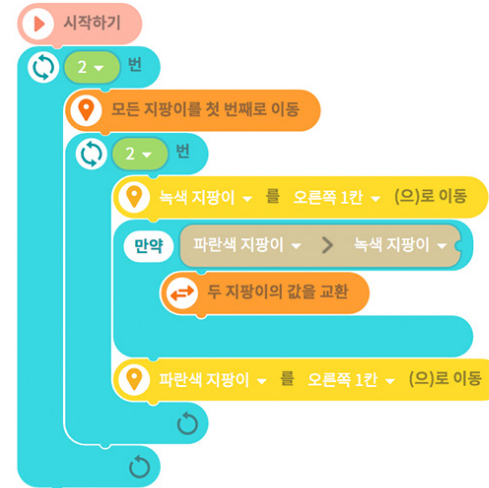 시작하기
2 번
모든 지팡이를 첫 번째로 이동
2 번
녹색 지팡이 를 오른쪽 1칸 (으)로 이동
만약 파란색 지팡이 > 녹색 지팡이
두 지팡이의 값을 교환
파란색 지팡이 를 오른쪽 1칸 (으)로 이동